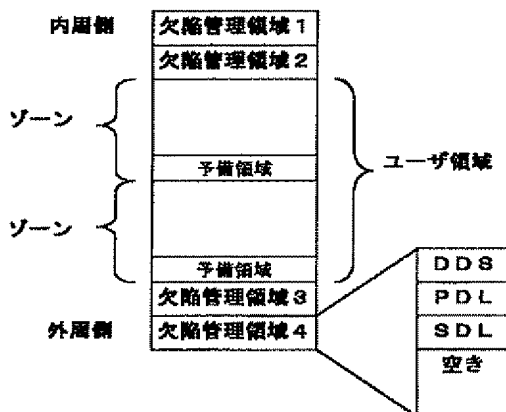 内周側
欠陥管理領域1
欠陥管理領域2
ゾーン
予備領域
ユーザ領域
ゾーン
予備領域
欠陥管理領域3
外周側
欠陥管理領域4
DDS
PDL
SDL
空き